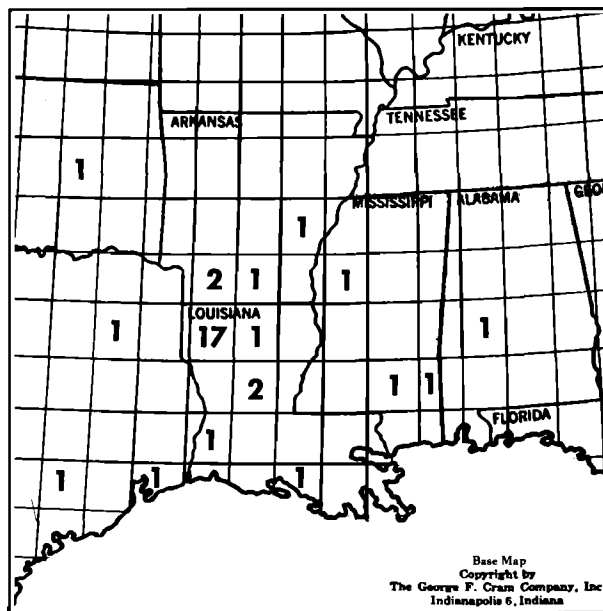 KENTUCKY
ARKANSAS
TENNESSEE
1
MISSISSIPPI
ALABAMA
GEO
1
2
1
1
LOUISIANA
1
17
1
1
2
1
1
FLORIDA
1
1
1
1
Base Map
Copyright by
The George F. Cram Company, Inc
Indianapolis 6, Indiana